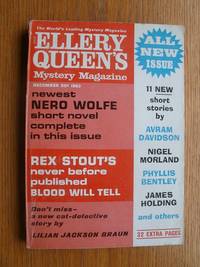 The World's Leading Mystery Magazine
ELLERY
QUEEN'S
Mystery Magazine
ALL
NEW
ISSUE
DECEMBER 50¢ 1963
newest
NERO WOLFE
short novel
complete
in this issue
REX STOUT'S
never before
published
BLOOD WILL TELL
Don't miss—
a new cat-detective
story by
LILIAN JACKSON BRAUN
11 NEW
short
stories
by
AVRAM
DAVIDSON
NIGEL
MORLAND
PHYLLIS
BENTLEY
JAMES
HOLDING
and others
32 EXTRA PAGES